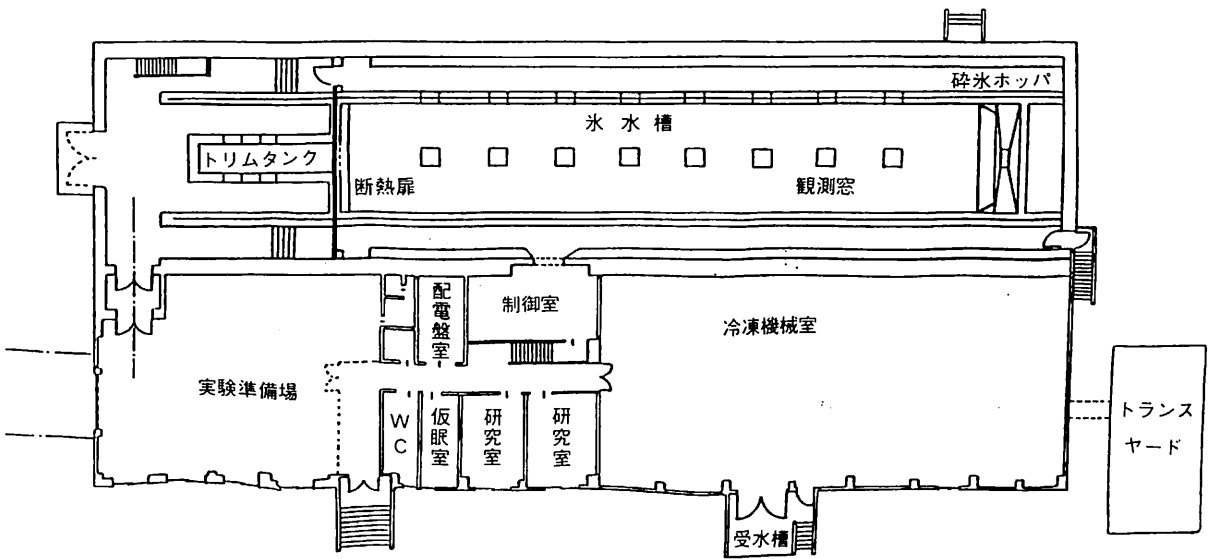 砕氷ホッパ
氷水槽
トリムタンク
断熱扉
観測窓
配電盤室
制御室
冷凍機械室
実験準備場
WC
仮眠室
研究室
研究室
トランス
ヤード
受水槽